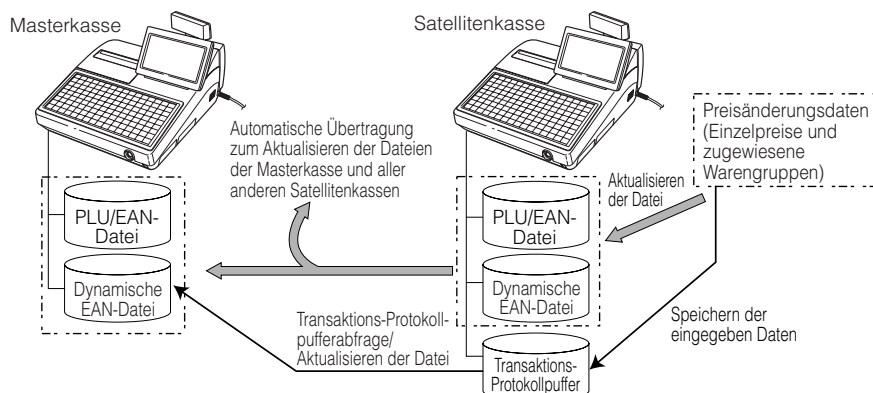 Masterkasse
Satellitenkasse
Automatische Übertragung
zum Aktualisieren der Dateien
der Masterkasse und aller
anderen Satellitenkassen
Preisänderungsdaten
(Einzelpreise und
zugewiesene
Warengruppen)
Aktualisieren
der Datei
PLU/EAN-
Datei
Dynamische
EAN-Datei
PLU/EAN-
Datei
Dynamische
EAN-Datei
Transaktions-Protokoll-
pufferabfrage/
Aktualisieren der Datei
Speichern der
eingegeben Daten
Transaktions-
Protokollpuffer